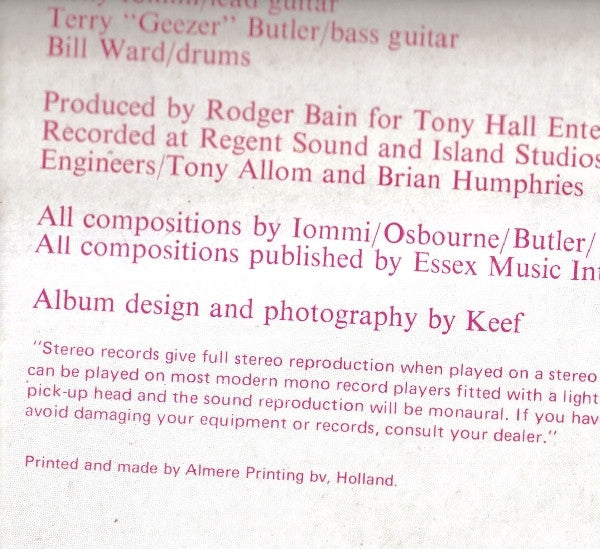 Iommi/lead guitar
Terry "Geezer" Butler/bass guitar
Bill Ward/drums
Produced by Rodger Bain for Tony Hall Ente
Recorded at Regent Sound and Island Studios
Engineers/Tony Allom and Brian Humphries
All compositions by Iommi/Osbourne/Butler/
All compositions published by Essex Music Int
Album design and photography by Keef
"Stereo records give full stereo reproduction when played on a stereo
can be played on most modern mono record players fitted with a light
pick-up head and the sound reproduction will be monaural. If you hav
avoid damaging your equipment or records, consult your dealer."
Printed and made by Almere Printing bv, Holland.